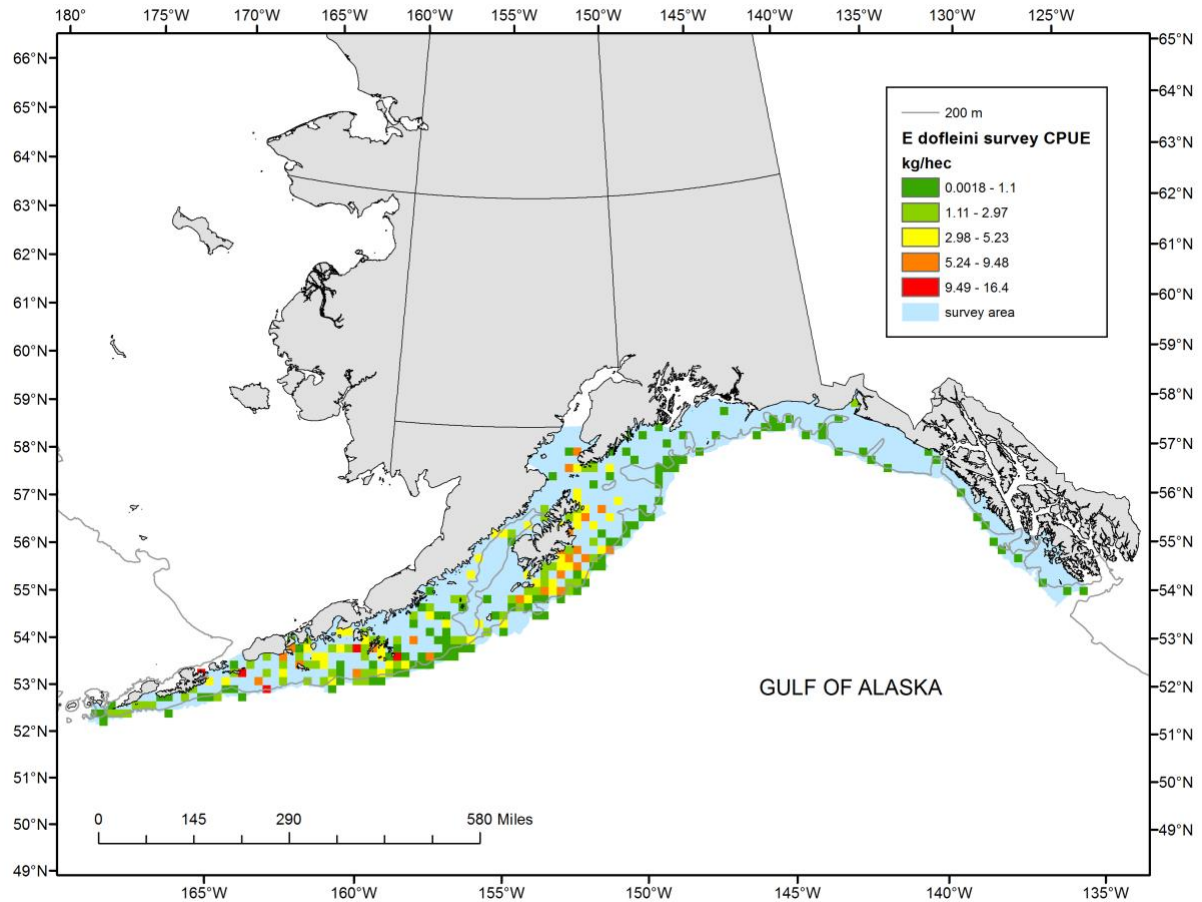 180° 175°W 170°W 165°W 160°W 155°W 150°W 145°W 140°W 135°W 130°W 125°W
66°N 65°N
65°N 64°N
64°N 63°N
63°N 62°N
62°N 61°N
61°N 60°N
60°N 59°N
59°N 58°N
58°N 57°N
57°N 56°N
56°N 55°N
55°N 54°N
54°N 53°N
53°N 52°N
52°N 51°N
51°N 50°N
50°N 49°N
49°N
200 m
E dofleini survey CPUE
kg/hec
0.0018 - 1.1
1.11 - 2.97
2.98 - 5.23
5.24 - 9.48
9.49 - 16.4
survey area
GULF OF ALASKA
0 145 290 580 Miles
165°W 160°W 155°W 150°W 145°W 140°W 135°W